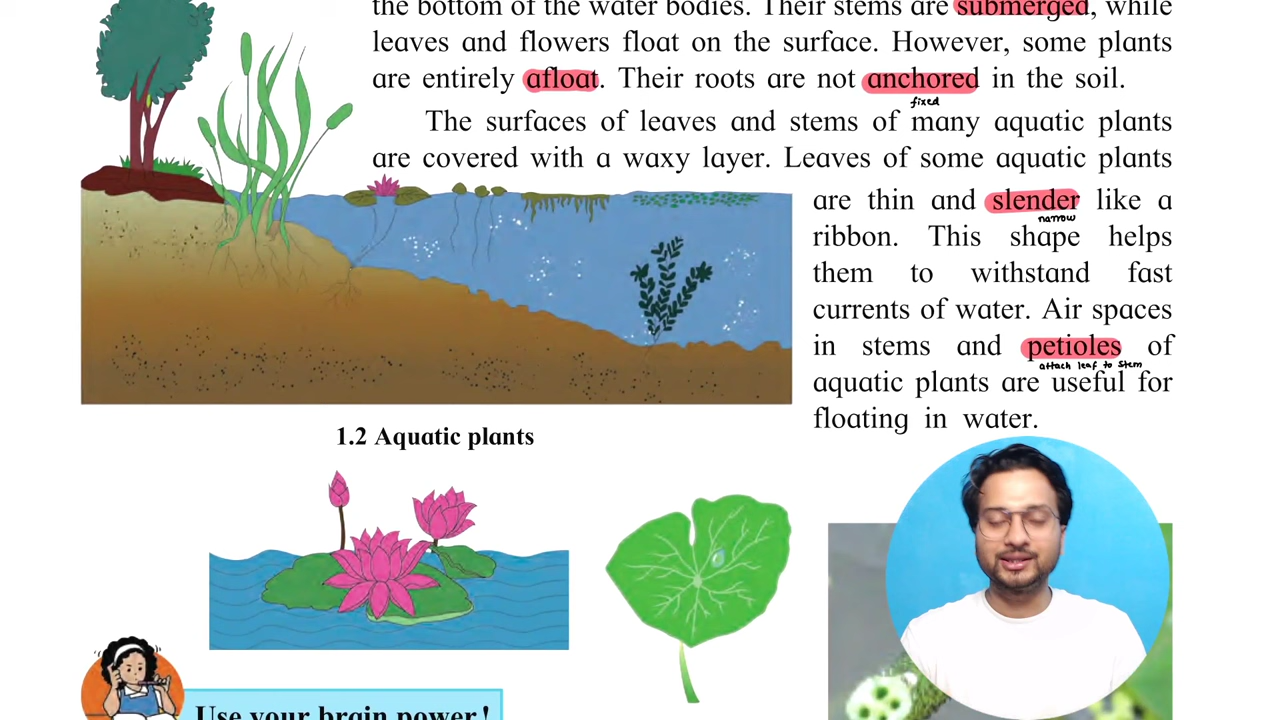 the bottom of the water bodies. Their stems are submerged, while
leaves and flowers float on the surface. However, some plants
are entirely afloat. Their roots are not anchored in the soil.
fixed
The surfaces of leaves and stems of many aquatic plants
are covered with a waxy layer. Leaves of some aquatic plants
are thin and slender like a
narrow
ribbon. This shape helps
them to withstand fast
currents of water. Air spaces
in stems and petioles of
attach leaf to stem
aquatic plants are useful for
floating in water.
1.2 Aquatic plants
Use your brain power!